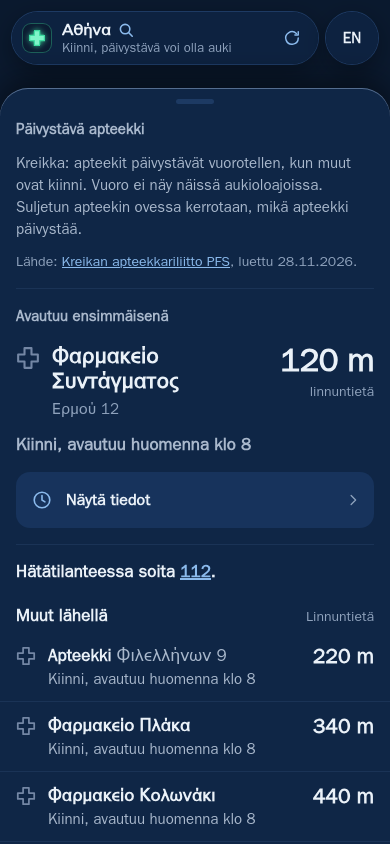 Αθήνα
Kiinni, päivystävä voi olla auki
EN
Päivystävä apteekki
Kreikka: apteekit päivystävät vuorotellen, kun muut
ovat kiinni. Vuoro ei näy näissä aukioloajoissa.
Suljetun apteekin ovessa kerrotaan, mikä apteekki
päivystää.
Lähde: Kreikan apteekkariliitto PFS, luettu 28.11.2026.
Avautuu ensimmäisenä
Φαρμακείο
Συντάγματος
120 m
linnuntietä
Ερμού 12
Kiinni, avautuu huomenna klo 8
Näytä tiedot
Hätätilanteessa soita 112.
Muut lähellä
Linnuntietä
Apteekki Φιλελλήνων 9
220 m
Kiinni, avautuu huomenna klo 8
Φαρμακείο Πλάκα
340 m
Kiinni, avautuu huomenna klo 8
Φαρμακείο Κολωνάκι
440 m
Kiinni, avautuu huomenna klo 8